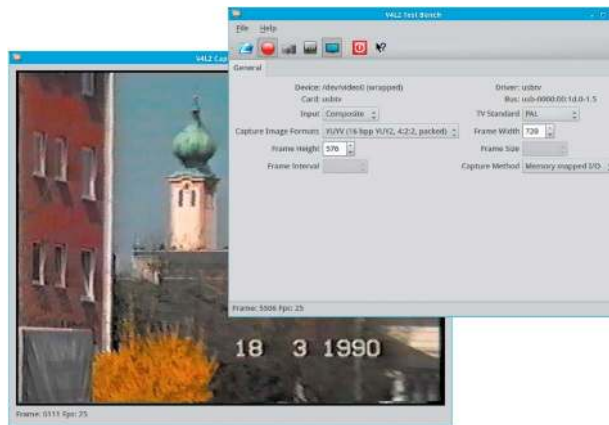 V4L2 Test Bench
File Help
General
Device: /dev/video0 (wrapped) Driver: usbtv
Card: usbtv Bus: usb-0000:00:1d.0-1.5
Input Composite TV Standard PAL
Capture Image Formats YUYV (16 bpp YUY2, 4:2:2, packed) Frame Width 720
Frame Height 576 Frame Size
Frame Interval Capture Method Memory mapped I/O
Frame: 5506 Fps: 25
V4L2 Cap
18 3 1990
Frame: 5111 Fps: 25